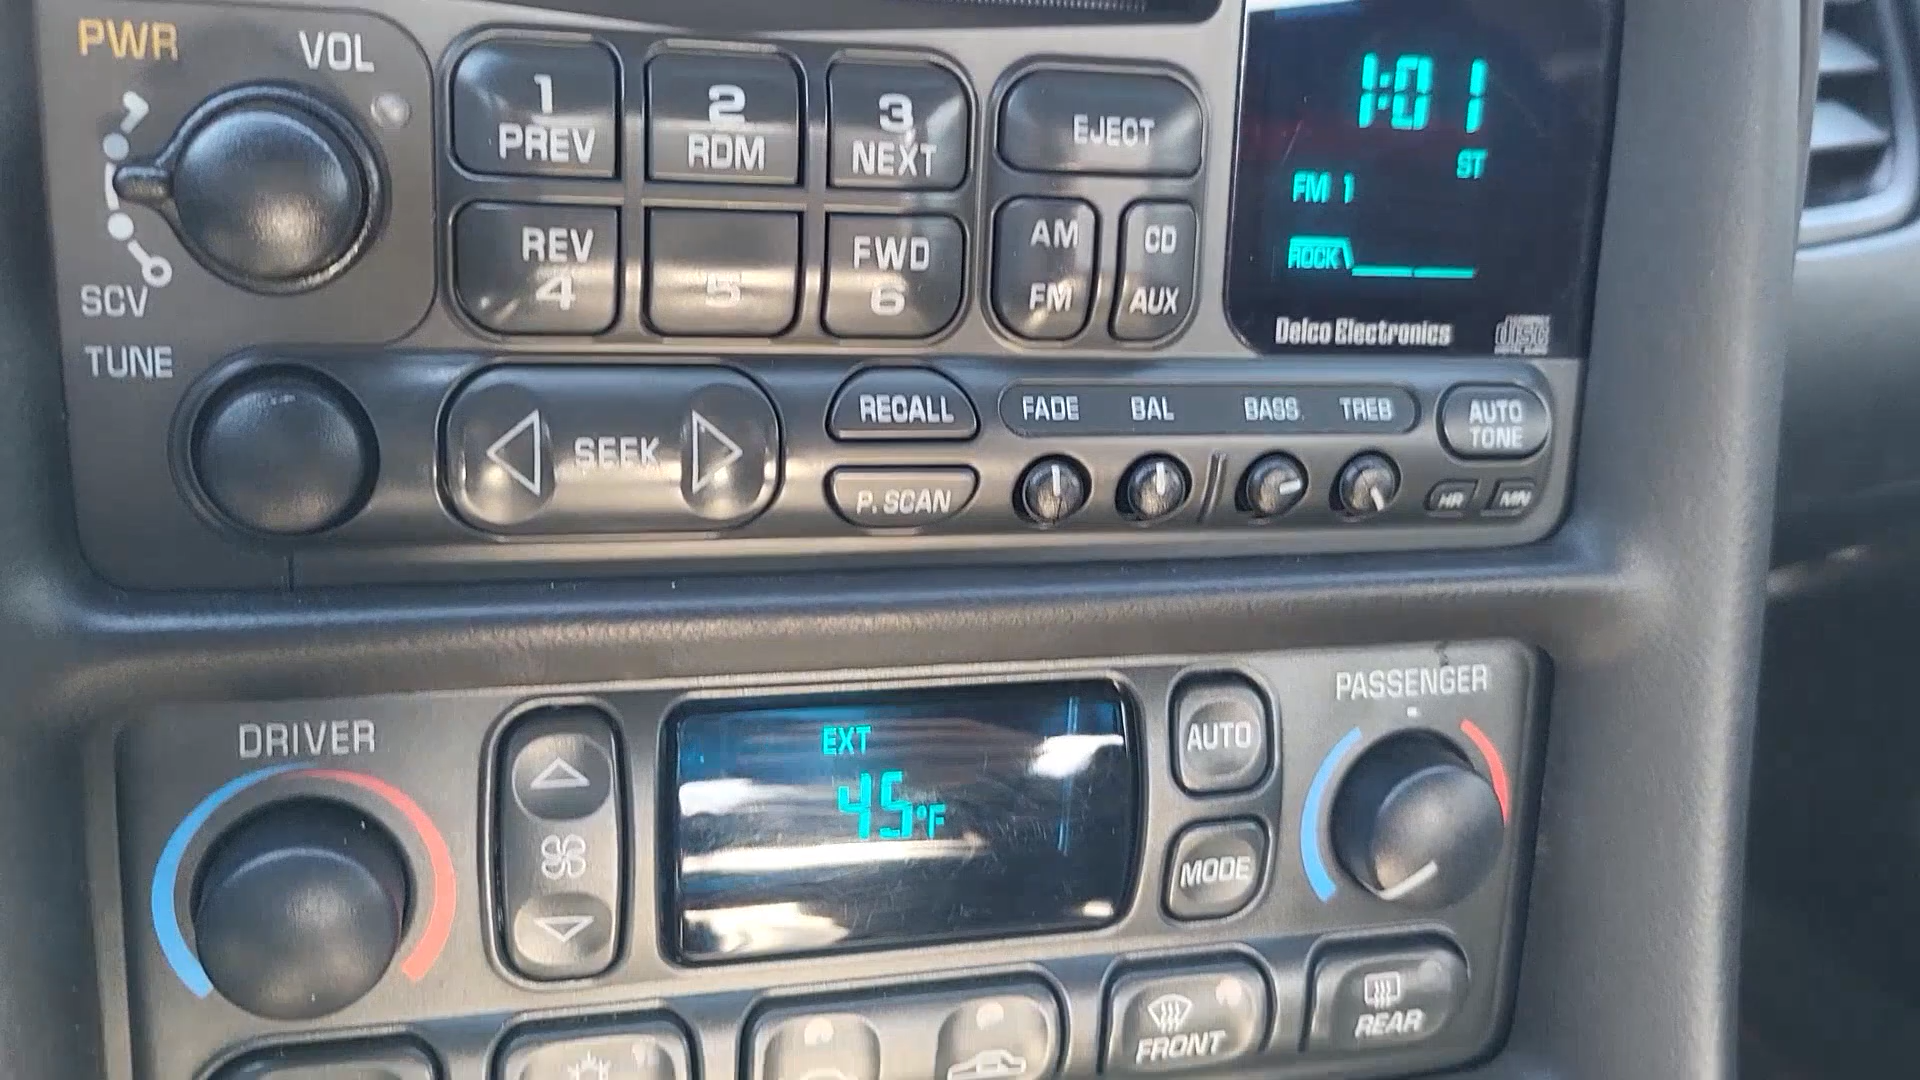 PWR
VOL
SCV
TUNE
1
PREV
2
RDM
3
NEXT
REV
4
5
FWD
6
EJECT
AM
FM
CD
AUX
1:01
ST
FM 1
ROCK
Delco Electronics
disc
SEEK
RECALL
P.SCAN
FADE
BAL
BASS
TREB
AUTO
TONE
HR
MN
DRIVER
EXT
45°F
AUTO
MODE
PASSENGER
FRONT
REAR